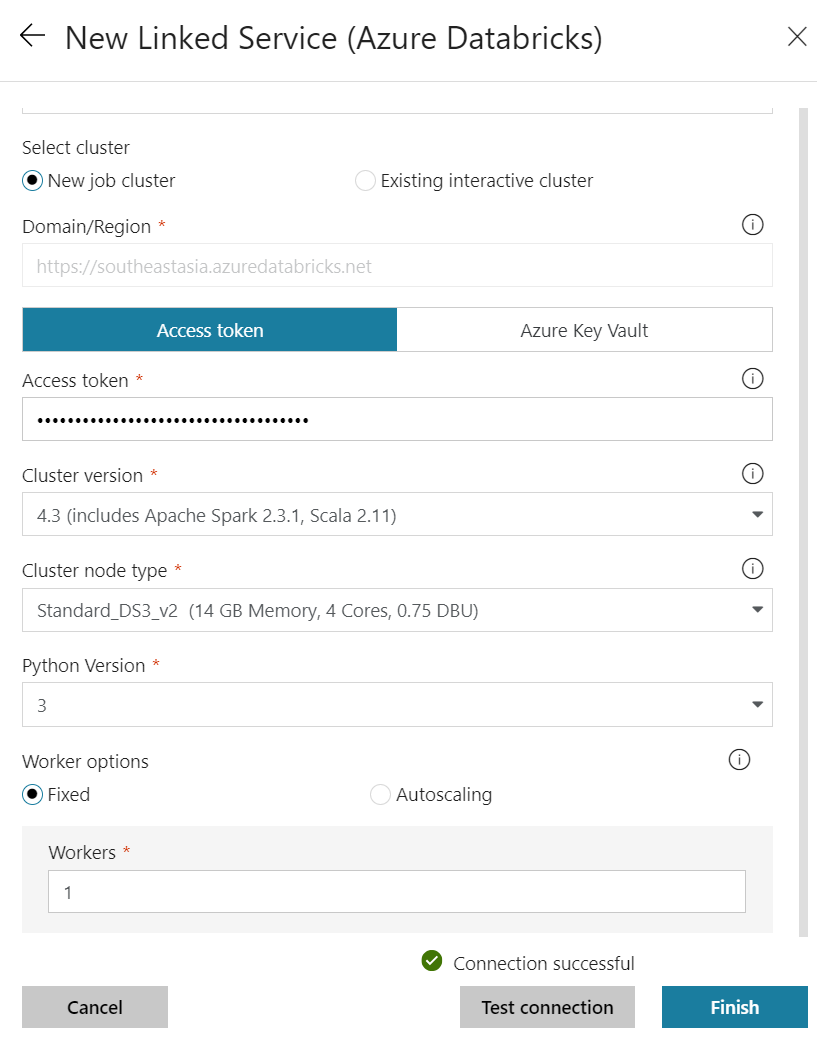 New Linked Service (Azure Databricks)
Select cluster
New job cluster Existing interactive cluster
Domain/Region *
https://southeastasia.azuredatabricks.net
Access token Azure Key Vault
Access token *
••••••••••••••••••••••••••••••••••••
Cluster version *
4.3 (includes Apache Spark 2.3.1, Scala 2.11)
Cluster node type *
Standard_DS3_v2 (14 GB Memory, 4 Cores, 0.75 DBU)
Python Version *
3
Worker options
Fixed Autoscaling
Workers *
1
Connection successful
Cancel Test connection Finish